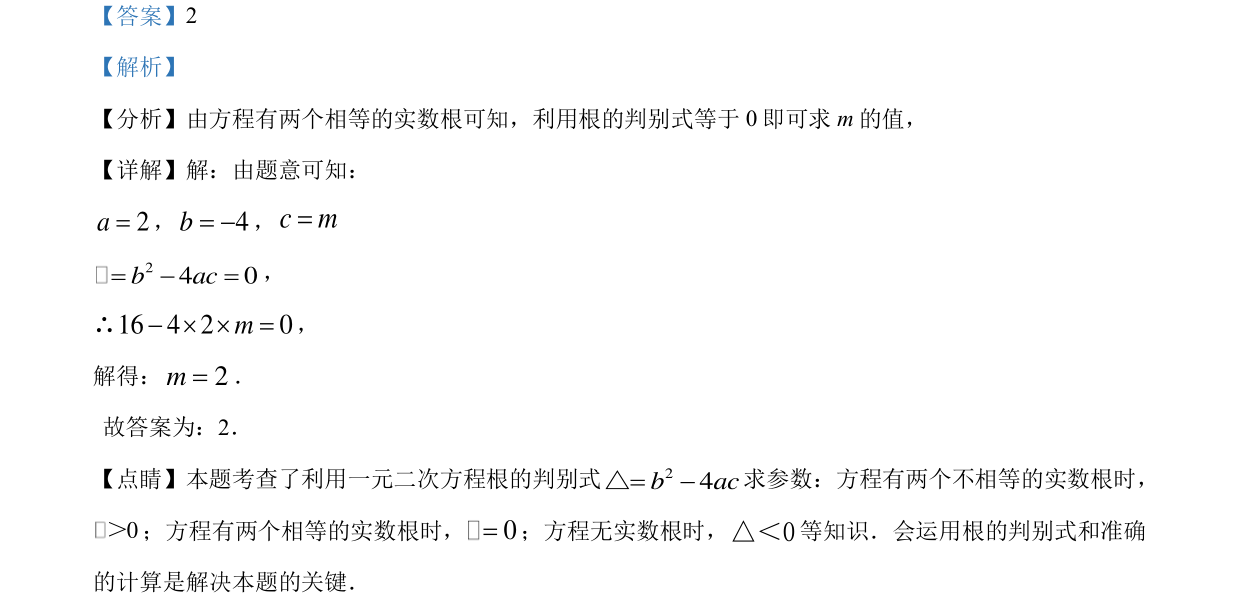 【答案】2
【解析】
【分析】由方程有两个相等的实数根可知，利用根的判别式等于 0 即可求 m 的值，
【详解】解：由题意可知：
a = 2，b = −4，c = m
□= b² − 4ac = 0，
∴16 − 4×2×m = 0，
解得：m = 2．
故答案为：2．
【点睛】本题考查了利用一元二次方程根的判别式△= b² − 4ac 求参数：方程有两个不相等的实数根时，
□＞0；方程有两个相等的实数根时，□= 0；方程无实数根时，△＜0 等知识．会运用根的判别式和准确
的计算是解决本题的关键．